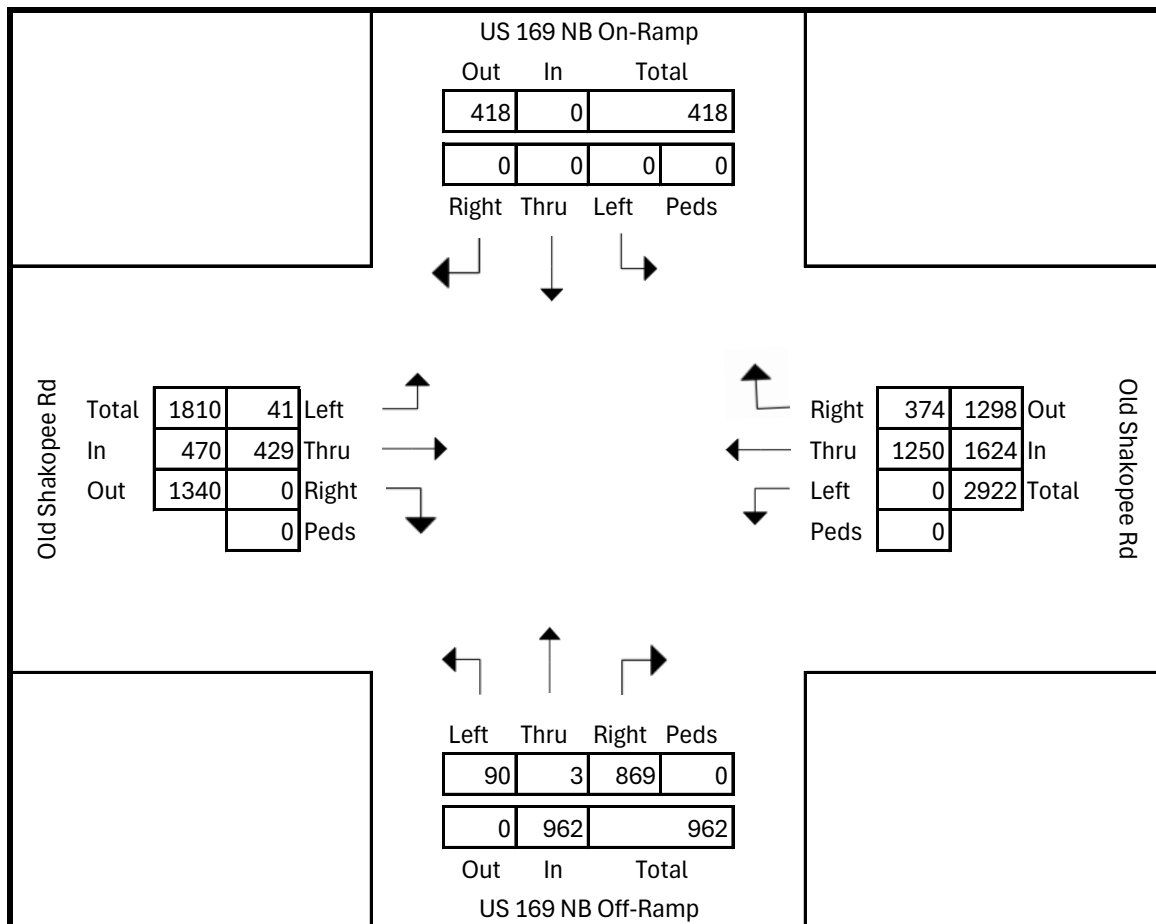 US 169 NB On-Ramp
Out In Total
418 0 418
0 0 0 0
Right Thru Left Peds
Old Shakopee Rd
Total 1810 41 Left
In 470 429 Thru
Out 1340 0 Right
0 Peds
Right 374 1298 Out
Thru 1250 1624 In
Left 0 2922 Total
Peds 0
Old Shakopee Rd
Left Thru Right Peds
90 3 869 0
0 962 962
Out In Total
US 169 NB Off-Ramp